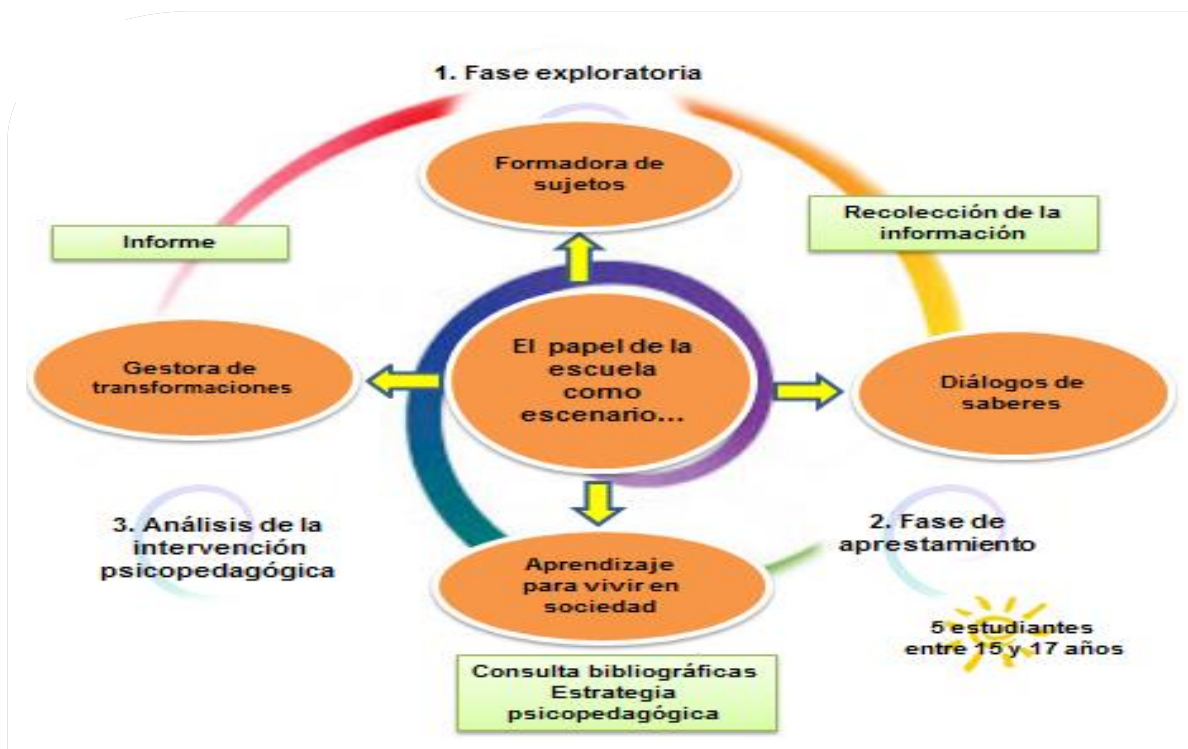 1. Fase exploratoria
Formadora de
sujetos
Informe
Recolección de la
información
El papel de la
escuela
como
escenario...
Gestora de
transformaciones
Diálogos de
saberes
3. Análisis de la
intervención
psicopedagógica
2. Fase de
aprestamiento
Aprendizaje
para vivir en
sociedad
5 estudiantes
entre 15 y 17 años
Consulta bibliográficas
Estrategia
psicopedagógica